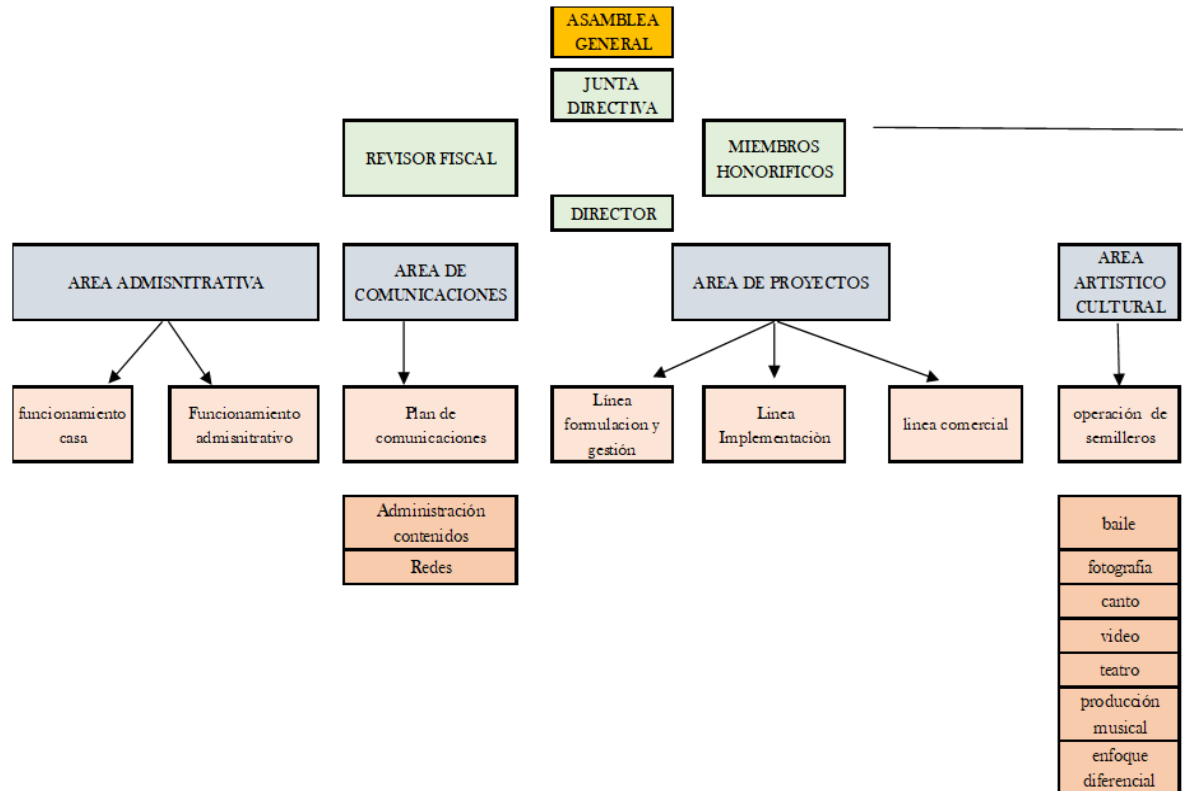 ASAMBLEA
GENERAL
JUNTA
DIRECTIVA
REVISOR FISCAL
MIEMBROS
HONORIFICOS
DIRECTOR
AREA ADMISNITRATIVA
AREA DE
COMUNICACIONES
AREA DE PROYECTOS
AREA
ARTISTICO
CULTURAL
funcionamiento
casa
Funcionamiento
admisnitrativo
Plan de
comunicaciones
Línea
formulacion y
gestión
Linea
Implementaciòn
linea comercial
operación de
semilleros
Administración
contenidos
Redes
baile
fotografia
canto
video
teatro
producción
musical
enfoque
diferencial